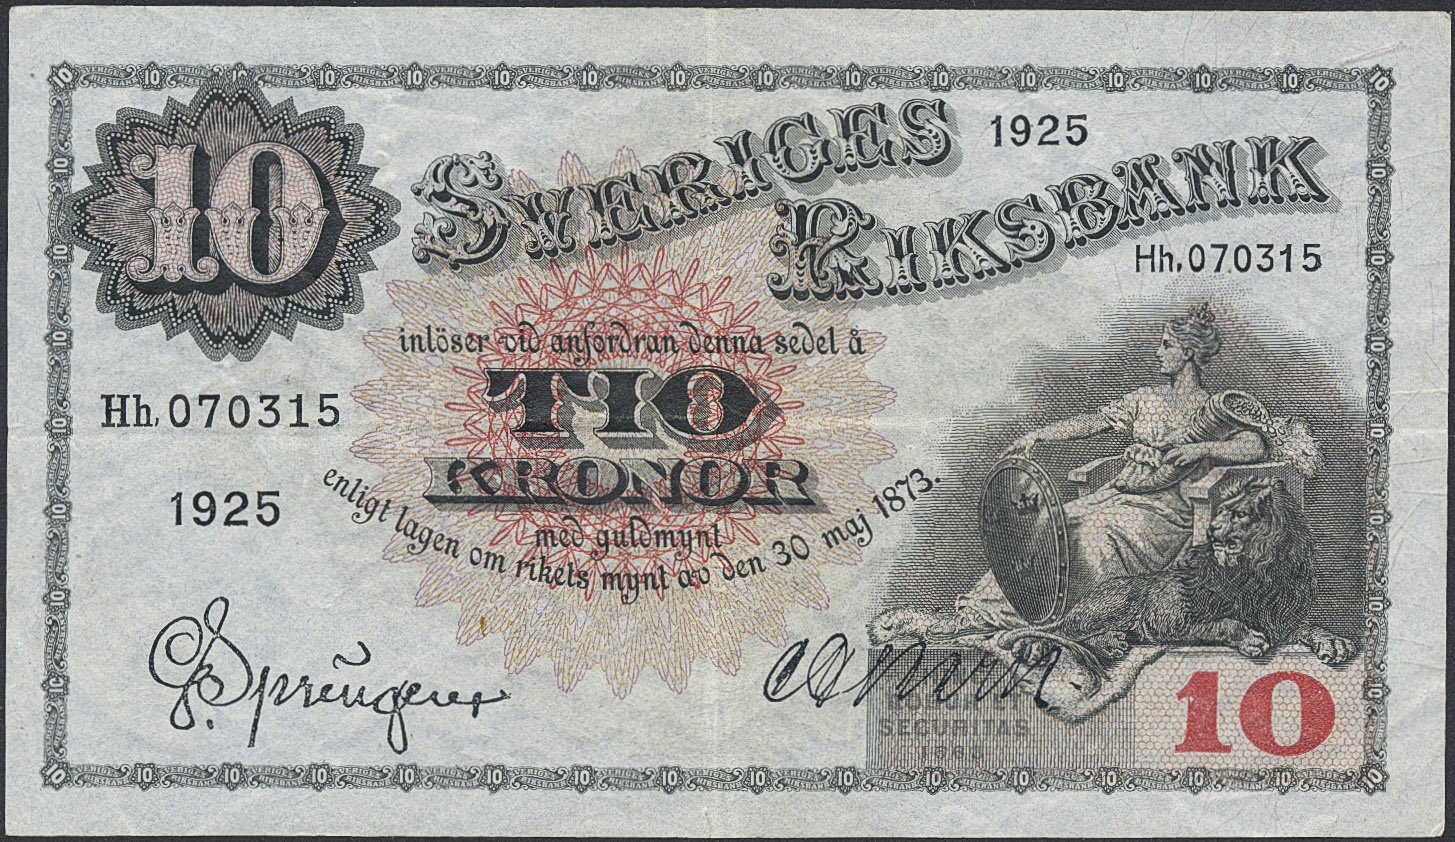 10
SVERIGES
1925
RIKSBANK
Hh. 070315
inlöser vid anfordran denna sedel å
TIO
KRONOR
Hh. 070315
med guldmynt
enligt lagen om rikets mynt av den 30 maj 1873.
1925
SECURITAS
10